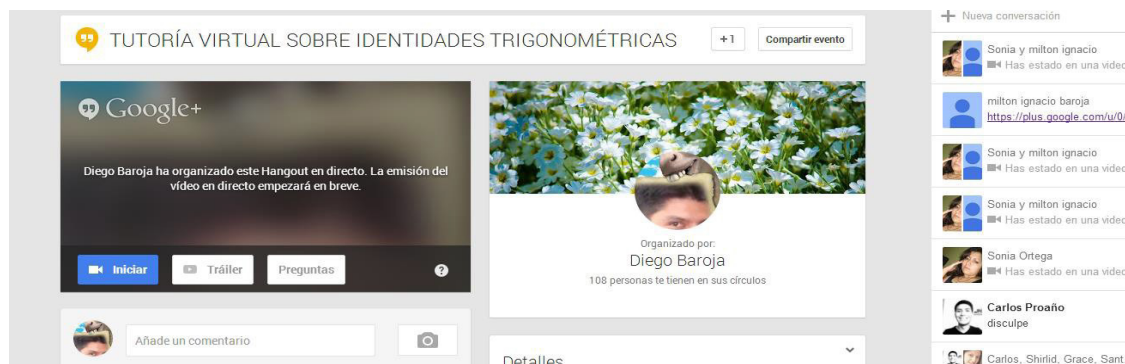 TUTORÍA VIRTUAL SOBRE IDENTIDADES TRIGONOMÉTRICAS
+1
Compartir evento
Google+
Diego Baroja ha organizado este Hangout en directo. La emisión del
vídeo en directo empezará en breve.
Iniciar
Tráiler
Preguntas
?
Añade un comentario
Organizado por:
Diego Baroja
108 personas te tienen en sus círculos
Detalles
Nueva conversación
Sonia y milton ignacio
Has estado en una videc
milton ignacio baroja
https://plus.google.com/u/0/
Sonia y milton ignacio
Has estado en una videc
Sonia y milton ignacio
Has estado en una videc
Sonia Ortega
Has estado en una videc
Carlos Proaño
disculpe
Carlos, Shirlid, Grace, Sant